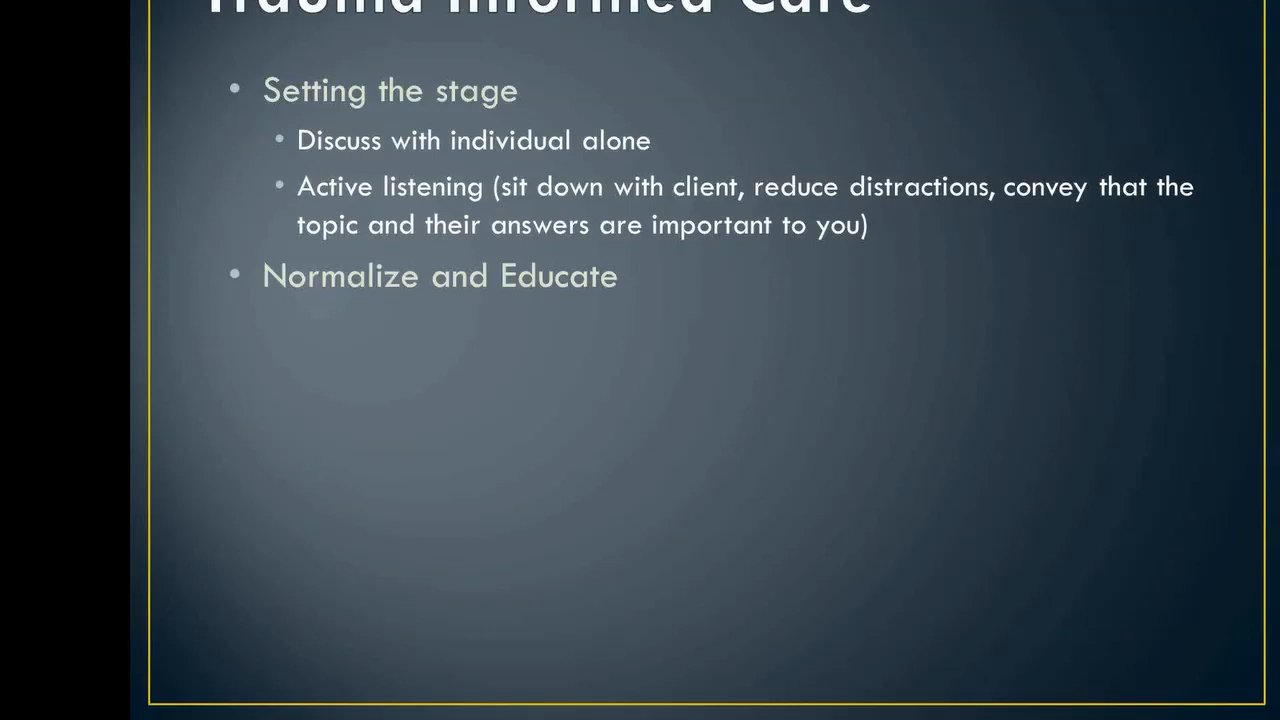 Trauma Informed Care
• Setting the stage
• Discuss with individual alone
• Active listening (sit down with client, reduce distractions, convey that the
topic and their answers are important to you)
• Normalize and Educate